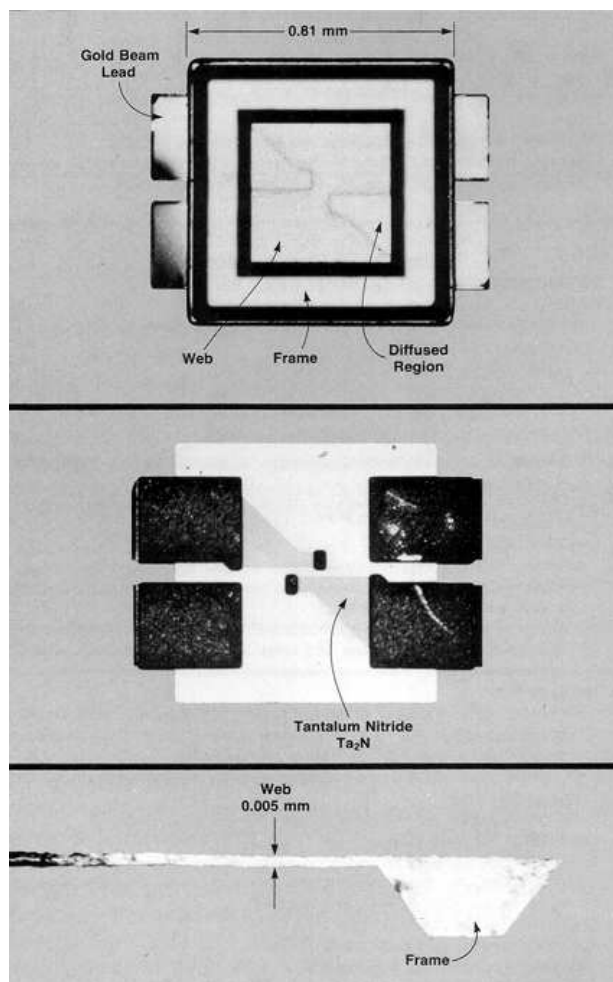 0.81 mm
Gold Beam
Lead
Web
Frame
Diffused
Region
Tantalum Nitride
Ta₂N
Web
0.005 mm
Frame